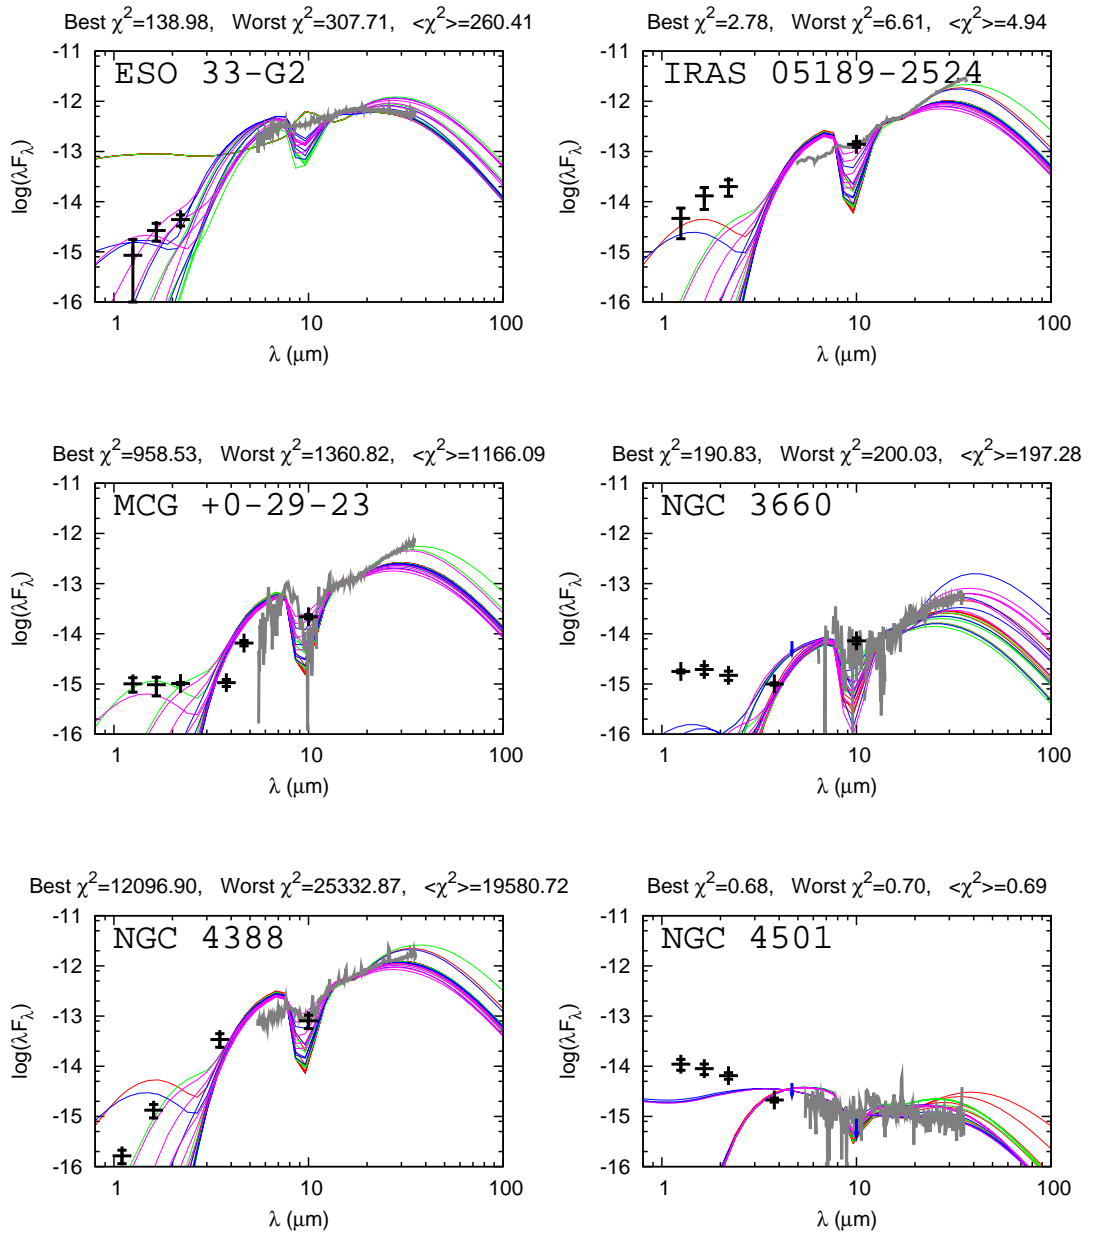 Best χ²=138.98, Worst χ²=307.71, <χ²>=260.41
ESO 33-G2
-11
-12
-13
-14
-15
-16
log(λF_λ)
1 10 100
λ (μm)
Best χ²=2.78, Worst χ²=6.61, <χ²>=4.94
IRAS 05189-2524
-11
-12
-13
-14
-15
-16
log(λF_λ)
1 10 100
λ (μm)
Best χ²=958.53, Worst χ²=1360.82, <χ²>=1166.09
MCG +0-29-23
-11
-12
-13
-14
-15
-16
log(λF_λ)
1 10 100
λ (μm)
Best χ²=190.83, Worst χ²=200.03, <χ²>=197.28
NGC 3660
-11
-12
-13
-14
-15
-16
log(λF_λ)
1 10 100
λ (μm)
Best χ²=12096.90, Worst χ²=25332.87, <χ²>=19580.72
NGC 4388
-11
-12
-13
-14
-15
-16
log(λF_λ)
1 10 100
λ (μm)
Best χ²=0.68, Worst χ²=0.70, <χ²>=0.69
NGC 4501
-11
-12
-13
-14
-15
-16
log(λF_λ)
1 10 100
λ (μm)